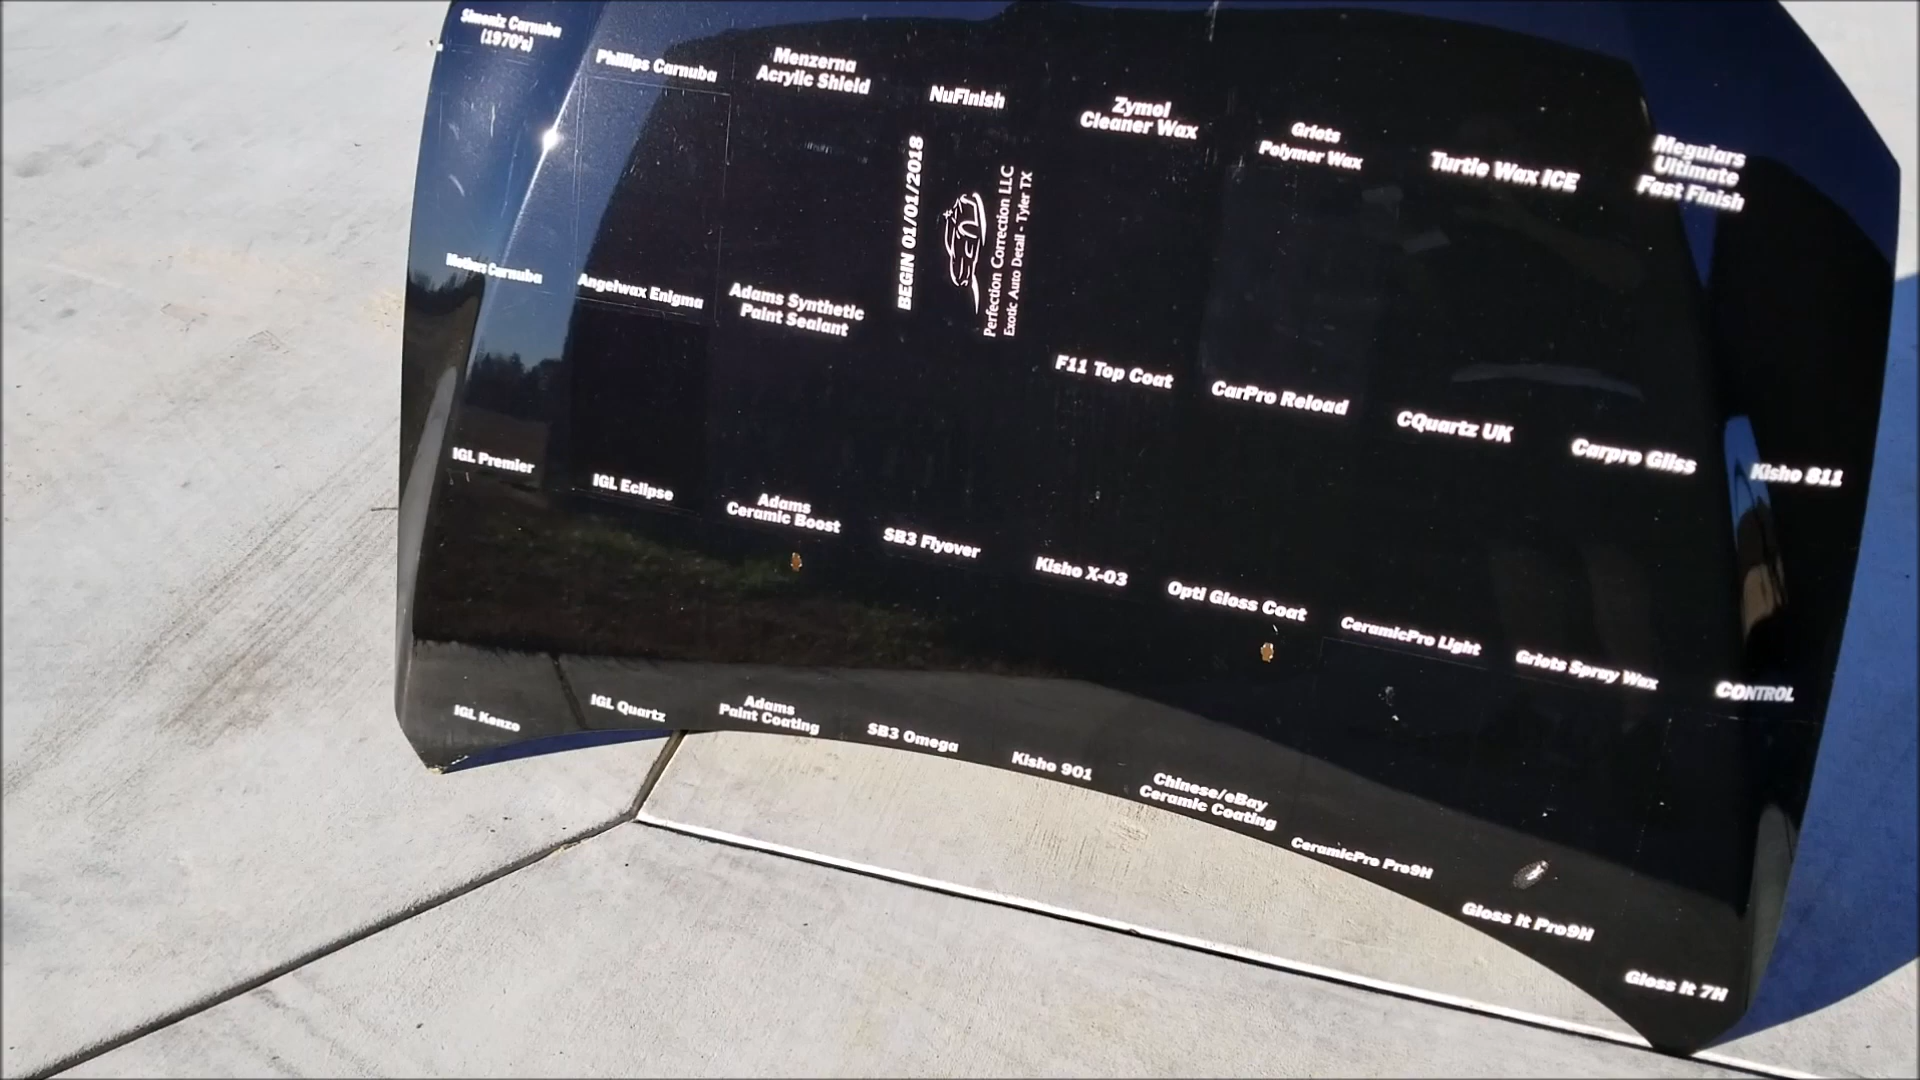 Simoniz Carnuba
(1970's)
Phillips Carnuba
Menzerna
Acrylic Shield
NuFinish
Zymol
Cleaner Wax
Griots
Polymer Wax
Turtle Wax ICE
Megulars
Ultimate
Fast Finish
BEGIN 01/01/2018
Perfection Correction LLC
Exotic Auto Detail - Tyler TX
Mothers Carnuba
Angelwax Enigma
Adams Synthetic
Paint Sealant
F11 Top Coat
CarPro Reload
CQuartz UK
Carpro Gliss
Kisho 811
IGL Premier
IGL Eclipse
Adams
Ceramic Boost
SB3 Flyover
Kisho X-03
Opti Gloss Coat
CeramicPro Light
Griots Spray Wax
CONTROL
IGL Kenzo
IGL Quartz
Adams
Paint Coating
SB3 Omega
Kisho 901
Chinese/eBay
Ceramic Coating
CeramicPro Pro9H
Gloss It Pro9H
Gloss It 7H